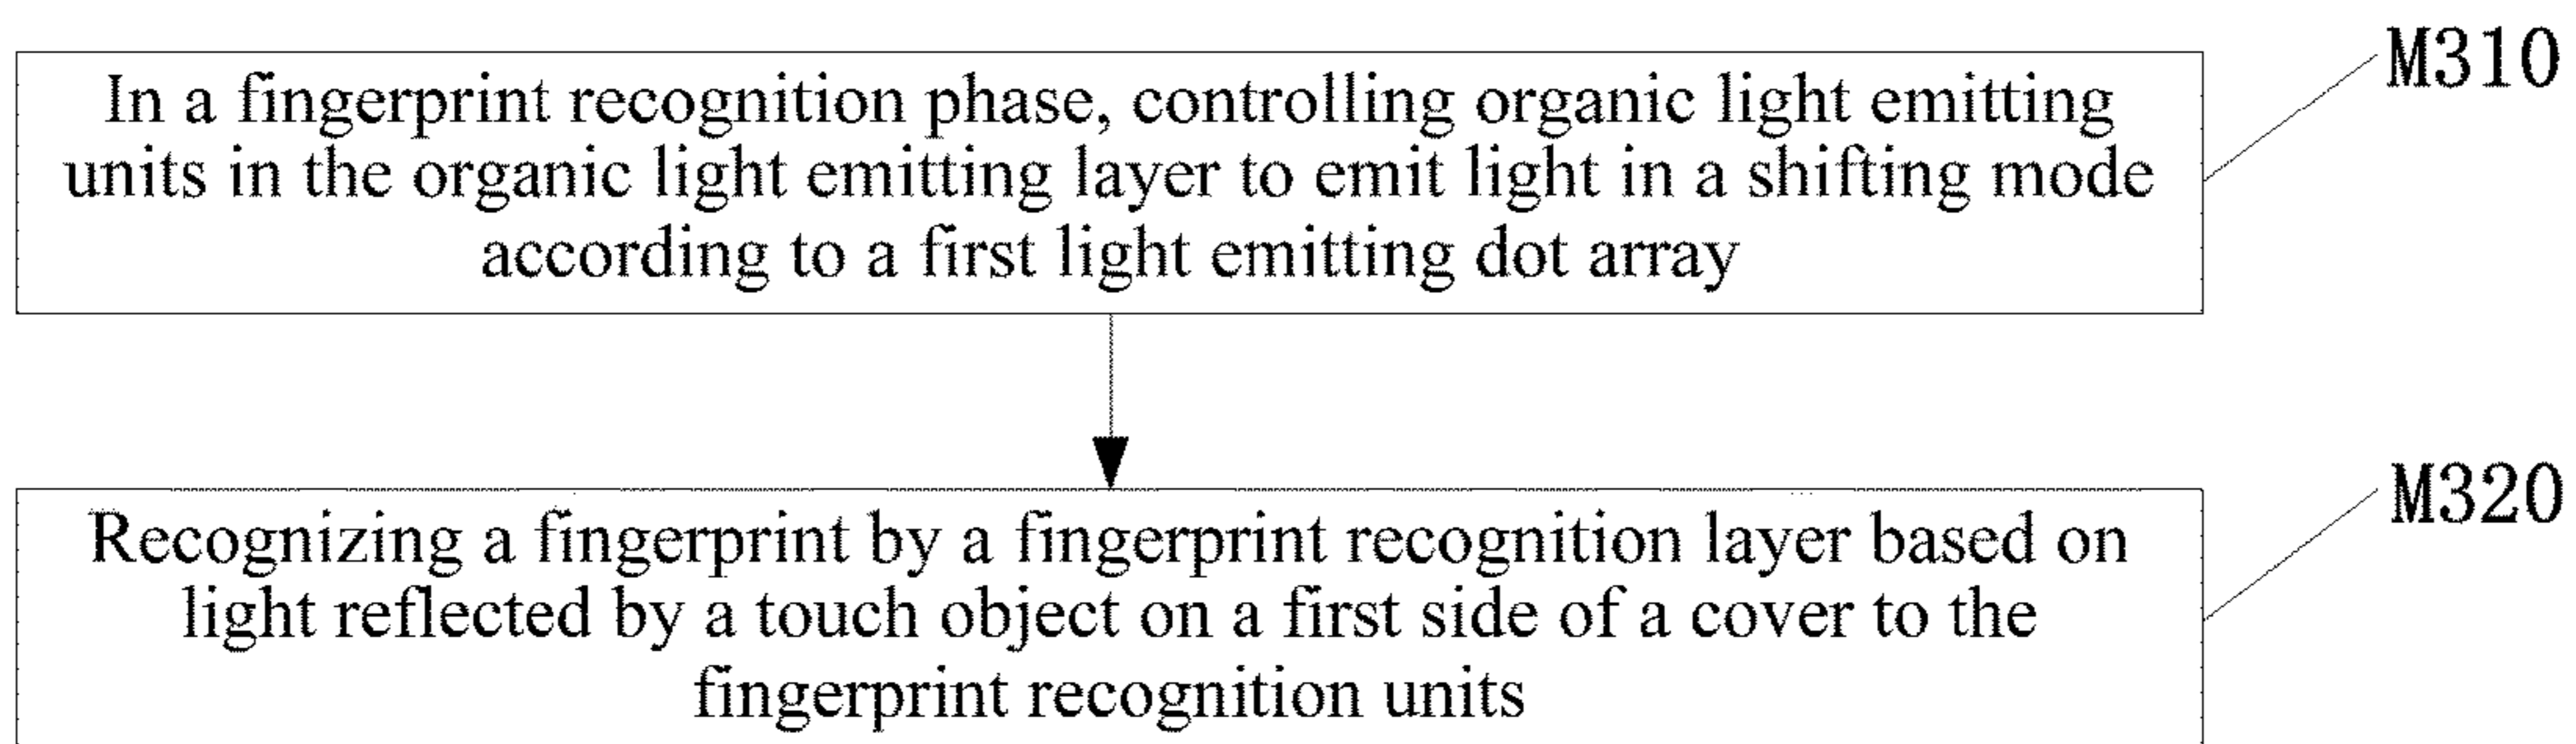 In a fingerprint recognition phase, controlling organic light emitting
units in the organic light emitting layer to emit light in a shifting mode
according to a first light emitting dot array
M310
Recognizing a fingerprint by a fingerprint recognition layer based on
light reflected by a touch object on a first side of a cover to the
fingerprint recognition units
M320